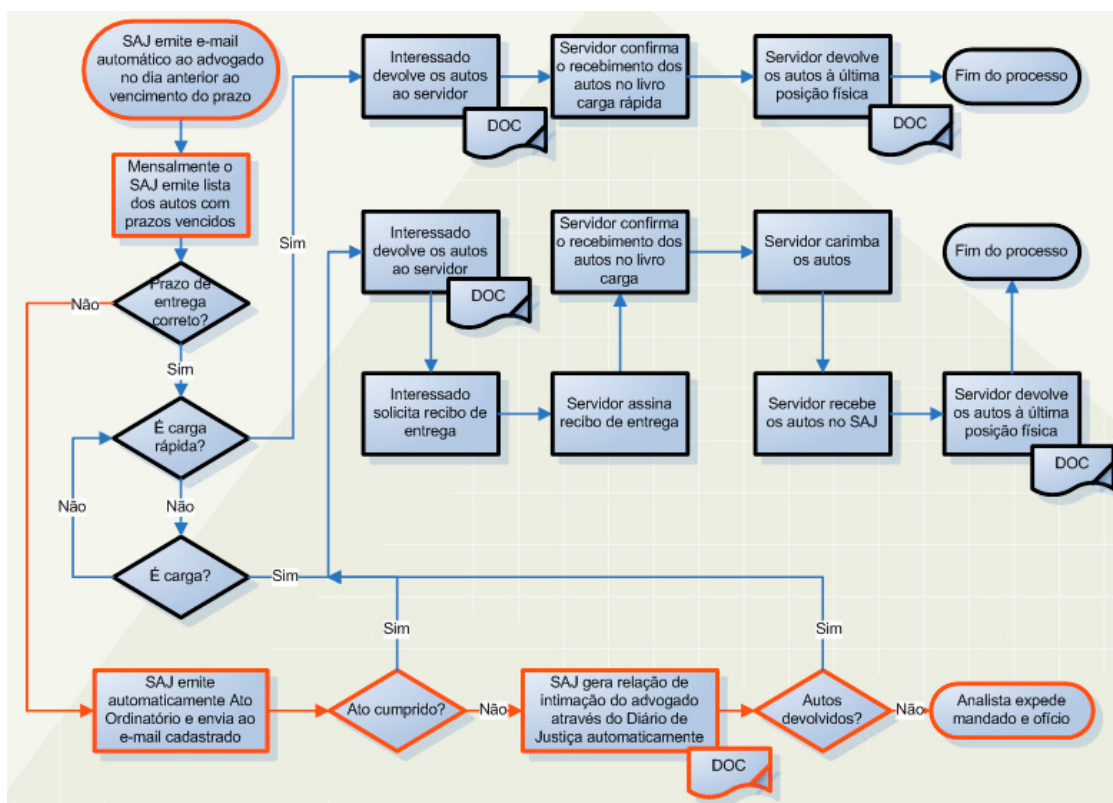 SAJ emite e-mail
automático ao advogado
no dia anterior ao
vencimento do prazo
Interessado
devolve os autos
ao servidor
DOC
Servidor confirma
o recebimento dos
autos no livro
carga rápida
Servidor devolve
os autos à última
posição física
DOC
Fim do processo
Mensalmente o
SAJ emite lista
dos autos com
prazos vencidos
Sim
Interessado
devolve os autos
ao servidor
DOC
Servidor confirma
o recebimento dos
autos no livro
carga
Servidor carimba
os autos
Fim do processo
Prazo de
entrega
correto?
Não
Sim
Interessado
solicita recibo de
entrega
Servidor assina
recibo de entrega
Servidor recebe
os autos no SAJ
Servidor devolve
os autos à última
posição física
DOC
É carga
rápida?
Não
Não
É carga?
Sim
Sim
Sim
SAJ emite
automaticamente Ato
Ordinatório e envia ao
e-mail cadastrado
Ato cumprido?
Não
SAJ gera relação de
intimação do advogado
através do Diário de
Justiça automaticamente
DOC
Autos
devolvidos?
Não
Analista expede
mandado e ofício